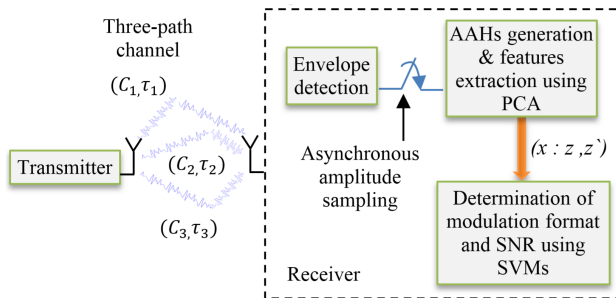 Three-path
channel
(C₁,τ₁)
Transmitter
(C₂,τ₂)
(C₃,τ₃)
Envelope
detection
Asynchronous
amplitude
sampling
AAHs generation
& features
extraction using
PCA
(x : z ,z`)
Determination of
modulation format
and SNR using
SVMs
Receiver